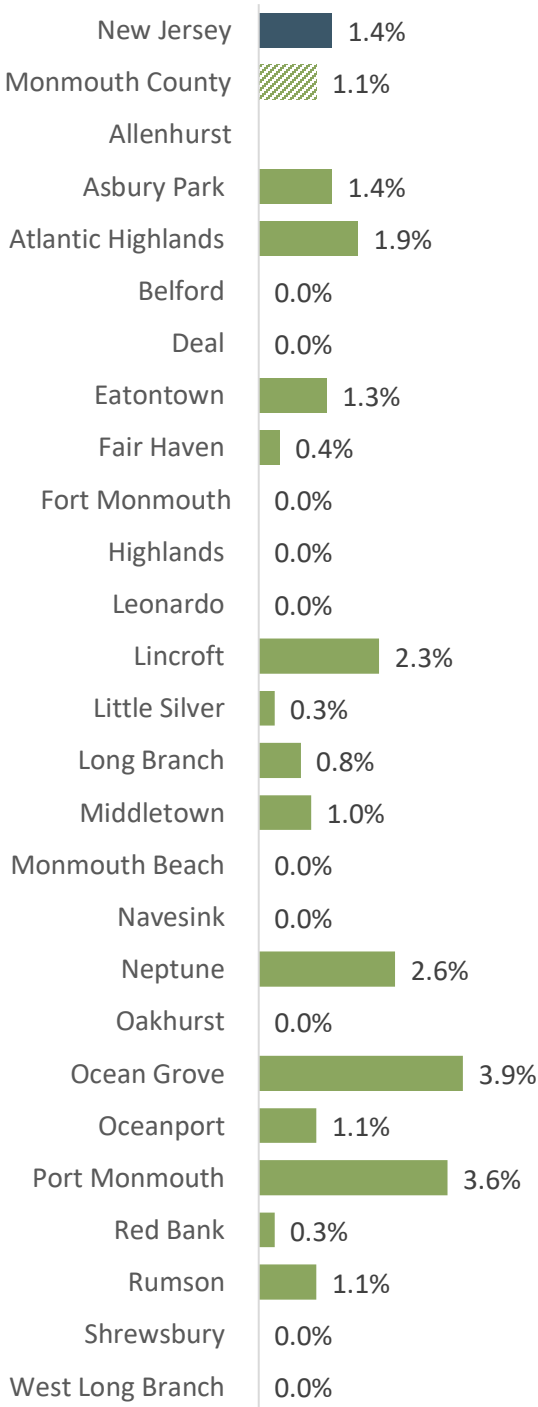 New Jersey 1.4%
Monmouth County 1.1%
Allenhurst
Asbury Park 1.4%
Atlantic Highlands 1.9%
Belford 0.0%
Deal 0.0%
Eatontown 1.3%
Fair Haven 0.4%
Fort Monmouth 0.0%
Highlands 0.0%
Leonardo 0.0%
Lincroft 2.3%
Little Silver 0.3%
Long Branch 0.8%
Middletown 1.0%
Monmouth Beach 0.0%
Navesink 0.0%
Neptune 2.6%
Oakhurst 0.0%
Ocean Grove 3.9%
Oceanport 1.1%
Port Monmouth 3.6%
Red Bank 0.3%
Rumson 1.1%
Shrewsbury 0.0%
West Long Branch 0.0%